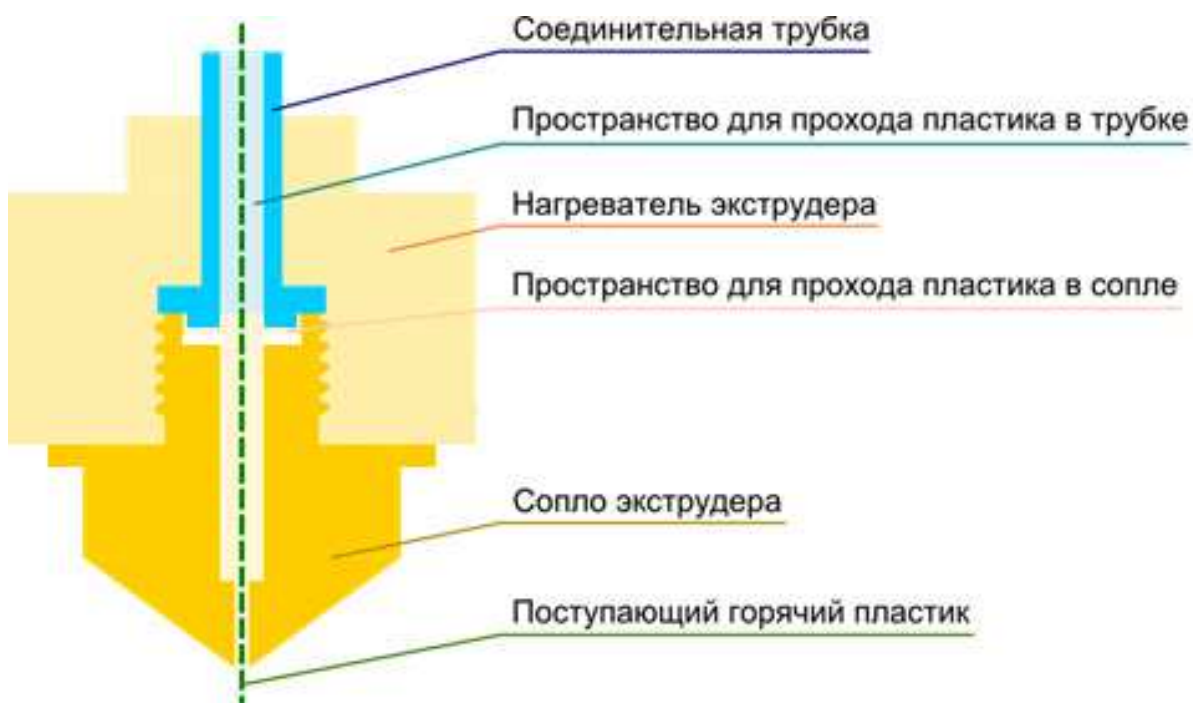 Соединительная трубка
Пространство для прохода пластика в трубке
Нагреватель экструдера
Пространство для прохода пластика в сопле
Сопло экструдера
Поступающий горячий пластик